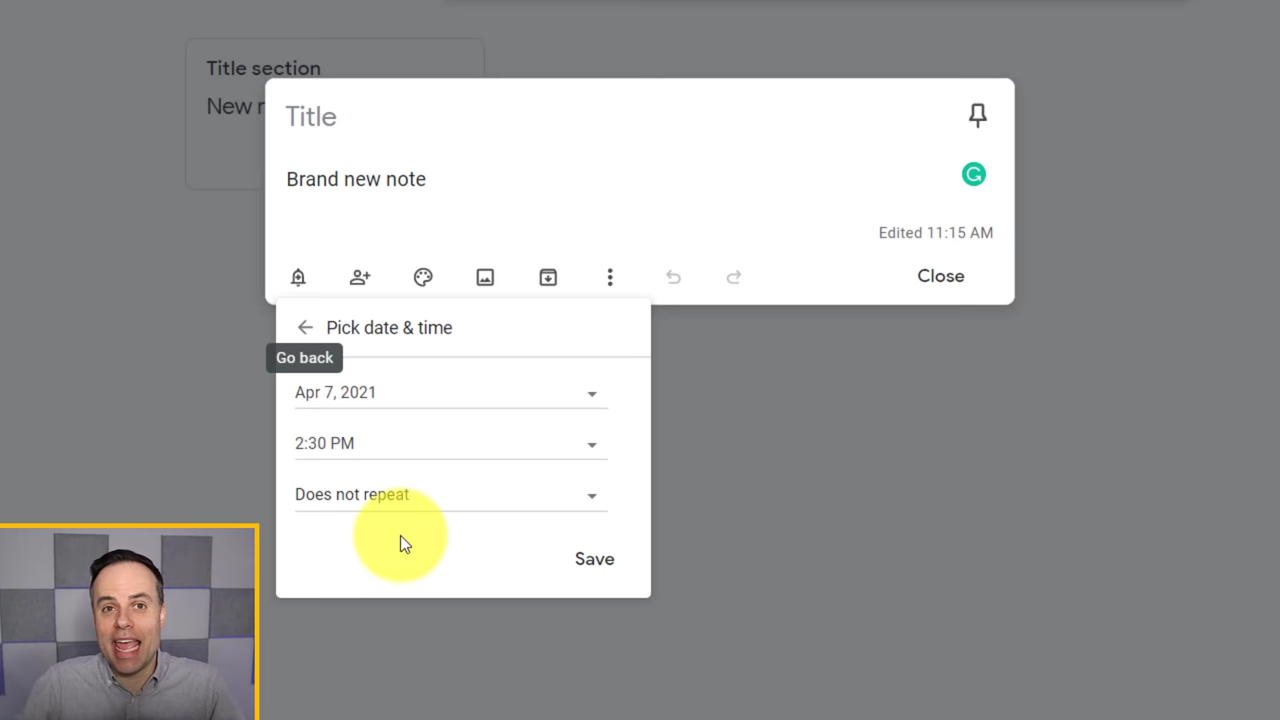 Title section
New r
Title
Brand new note
Edited 11:15 AM
Close
Pick date & time
Go back
Apr 7, 2021
2:30 PM
Does not repeat
Save